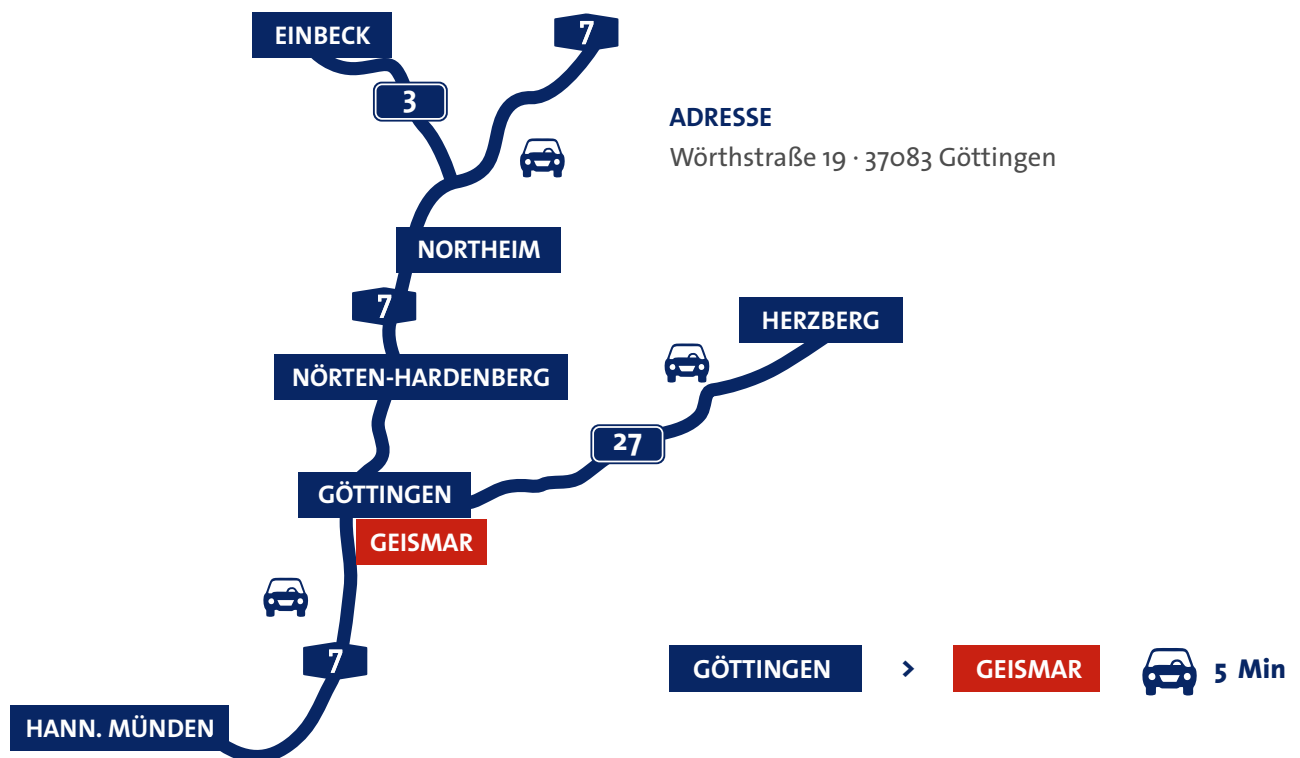 EINBECK
7
3
ADRESSE
Wörthstraße 19 · 37083 Göttingen
NORTHEIM
7
HERZBERG
NÖRTEN-HARDENBERG
27
GÖTTINGEN
GEISMAR
7
GÖTTINGEN > GEISMAR 5 Min
HANN. MÜNDEN